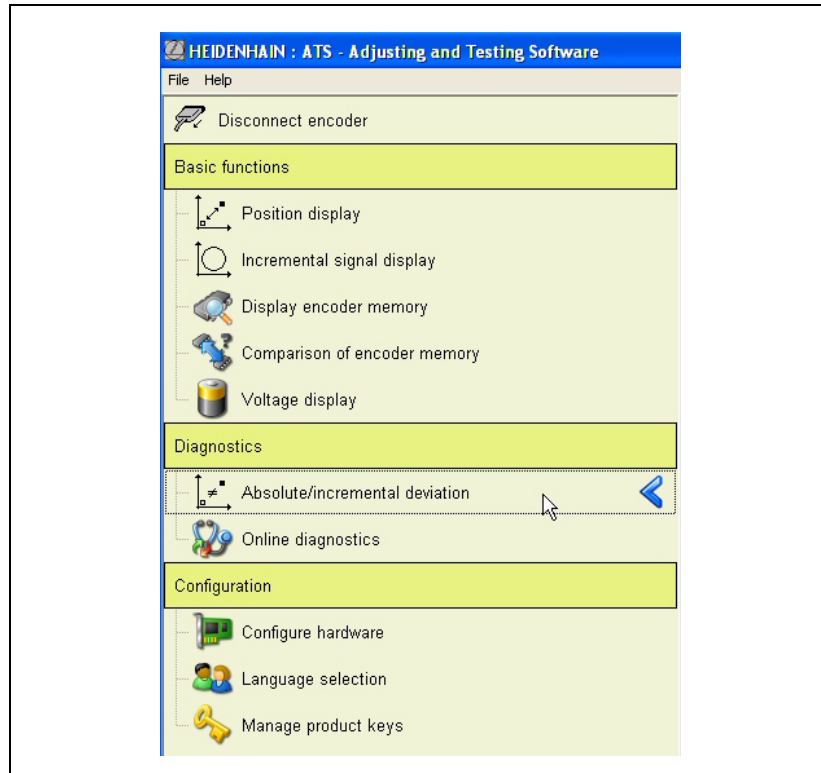 HEIDENHAIN : ATS - Adjusting and Testing Software
File Help
Disconnect encoder
Basic functions
Position display
Incremental signal display
Display encoder memory
Comparison of encoder memory
Voltage display
Diagnostics
Absolute/incremental deviation
Online diagnostics
Configuration
Configure hardware
Language selection
Manage product keys